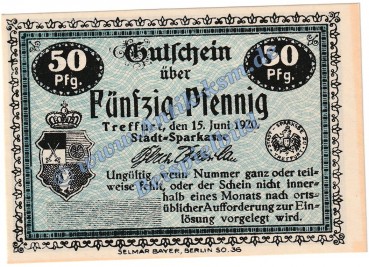 50 Pfg.
Gutschein
über
50 Pfg.
Fünfzig Pfennig
Treffurt, den 15. Juni 1920.
Stadt-Sparkasse
Ungültig, wenn Nummer ganz oder teil-
weise fehlt, oder der Schein nicht inner-
halb eines Monats nach orts-
üblicher Aufforderung zur Ein-
lösung vorgelegt wird.
SELMAR BAYER, BERLIN SO. 36